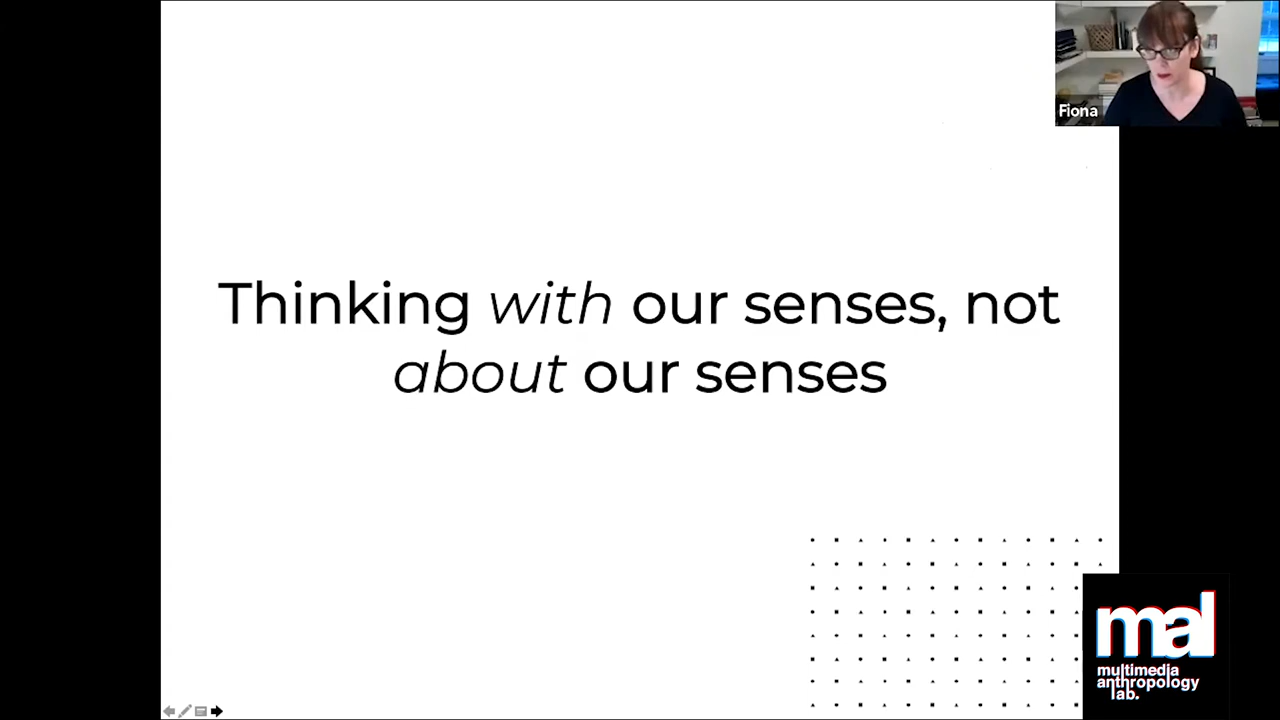 Fiona
Thinking with our senses, not
about our senses
mal
multimedia
anthropology
lab.